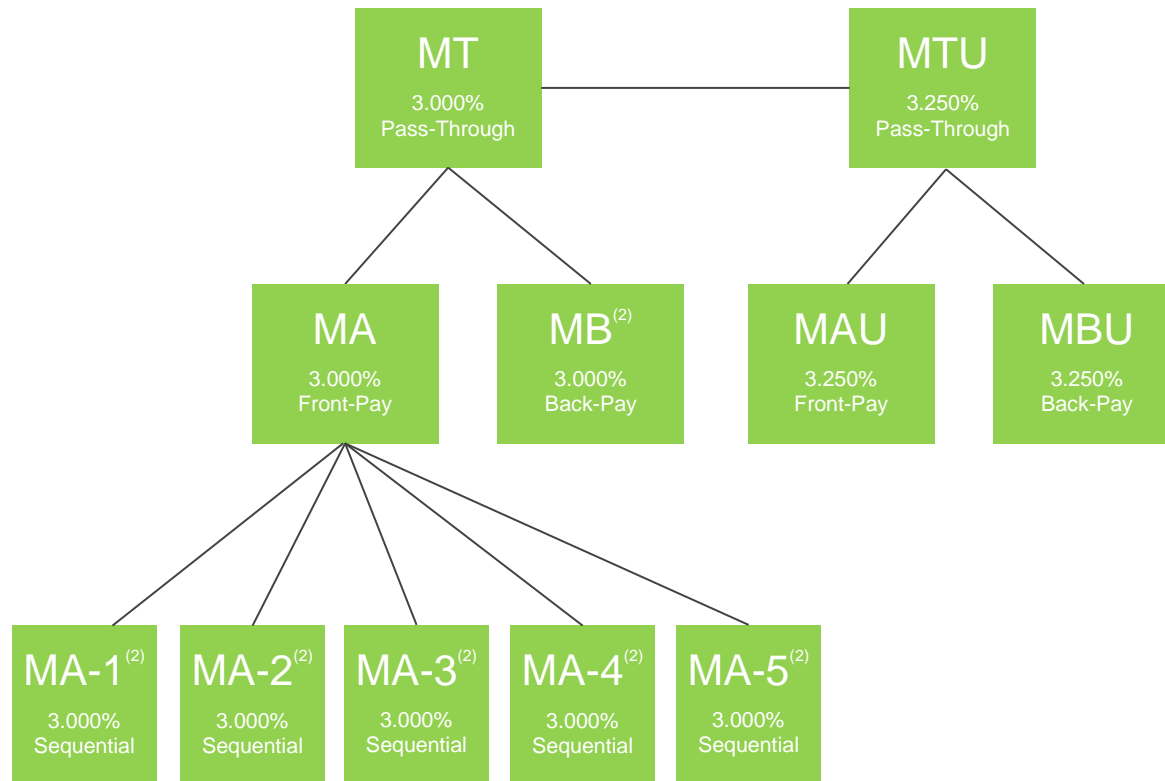 MT
3.000%
Pass-Through
MTU
3.250%
Pass-Through
MA
3.000%
Front-Pay
MB(2)
3.000%
Back-Pay
MAU
3.250%
Front-Pay
MBU
3.250%
Back-Pay
MA-1(2)
3.000%
Sequential
MA-2(2)
3.000%
Sequential
MA-3(2)
3.000%
Sequential
MA-4(2)
3.000%
Sequential
MA-5(2)
3.000%
Sequential